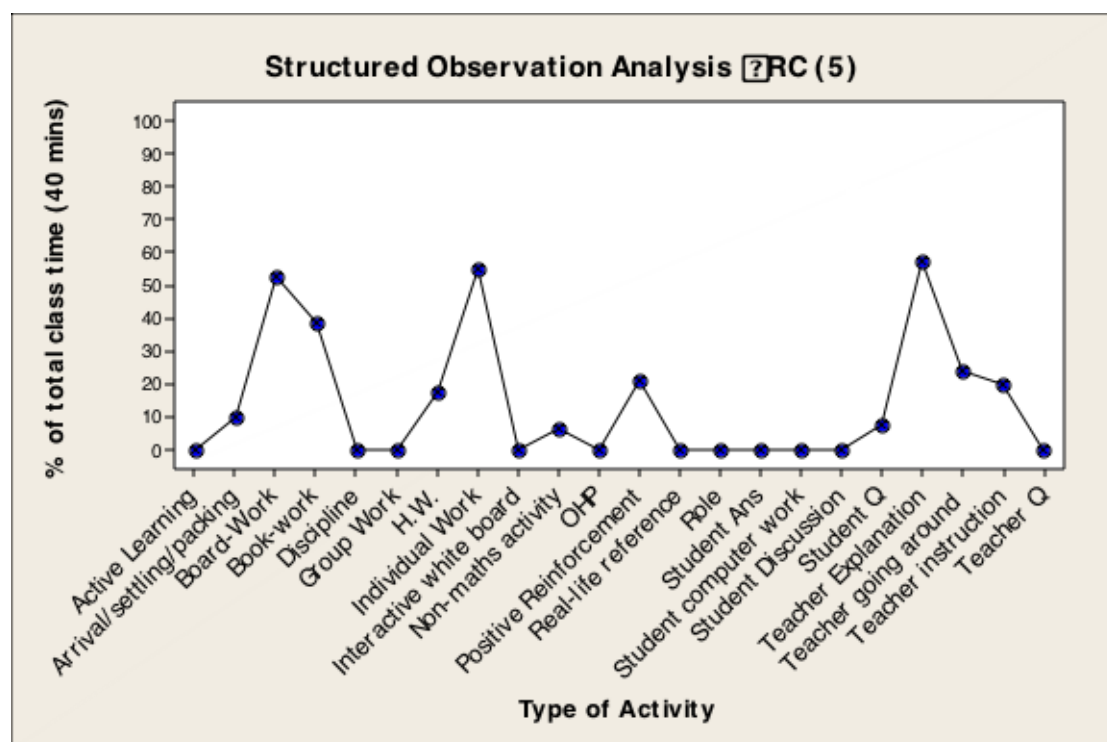 Structured Observation Analysis �RC (5)
% of total class time (40 mins)
100
90
80
70
60
50
40
30
20
10
0
Active Learning
Arrival/settling/packing
Board-Work
Book-work
Discipline
Group Work
H.W.
Individual Work
Interactive white board
Non-maths activity
OHP
Positive Reinforcement
Real-life reference
Role
Student Ans
Student computer work
Student Discussion
Student Q
Teacher Explanation
Teacher going around
Teacher instruction
Teacher Q
Type of Activity